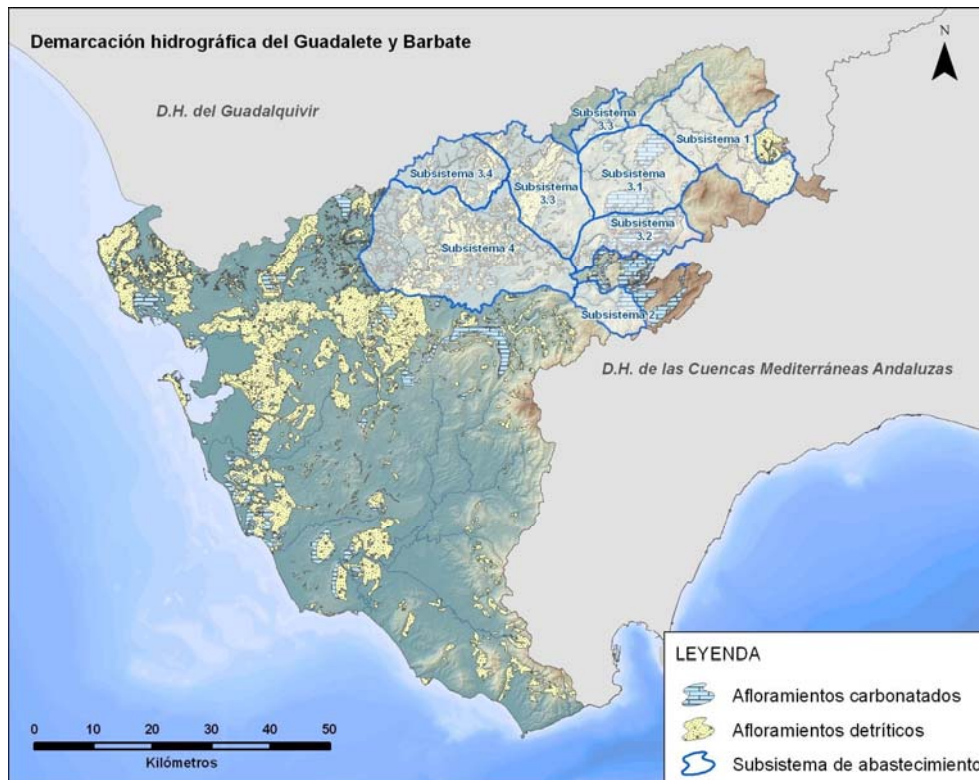 Demarcación hidrográfica del Guadalete y Barbate
N
D.H. del Guadalquivir
Subsistema
3.3
Subsistema 1
Subsistema 3.4
Subsistema
3.3
Subsistema
3.1
Subsistema
3.2
Subsistema 4
Subsistema 2
D.H. de las Cuencas Mediterráneas Andaluzas
LEYENDA
Afloramientos carbonatados
Afloramientos detríticos
Subsistema de abastecimiento
0 10 20 30 40 50
Kilómetros